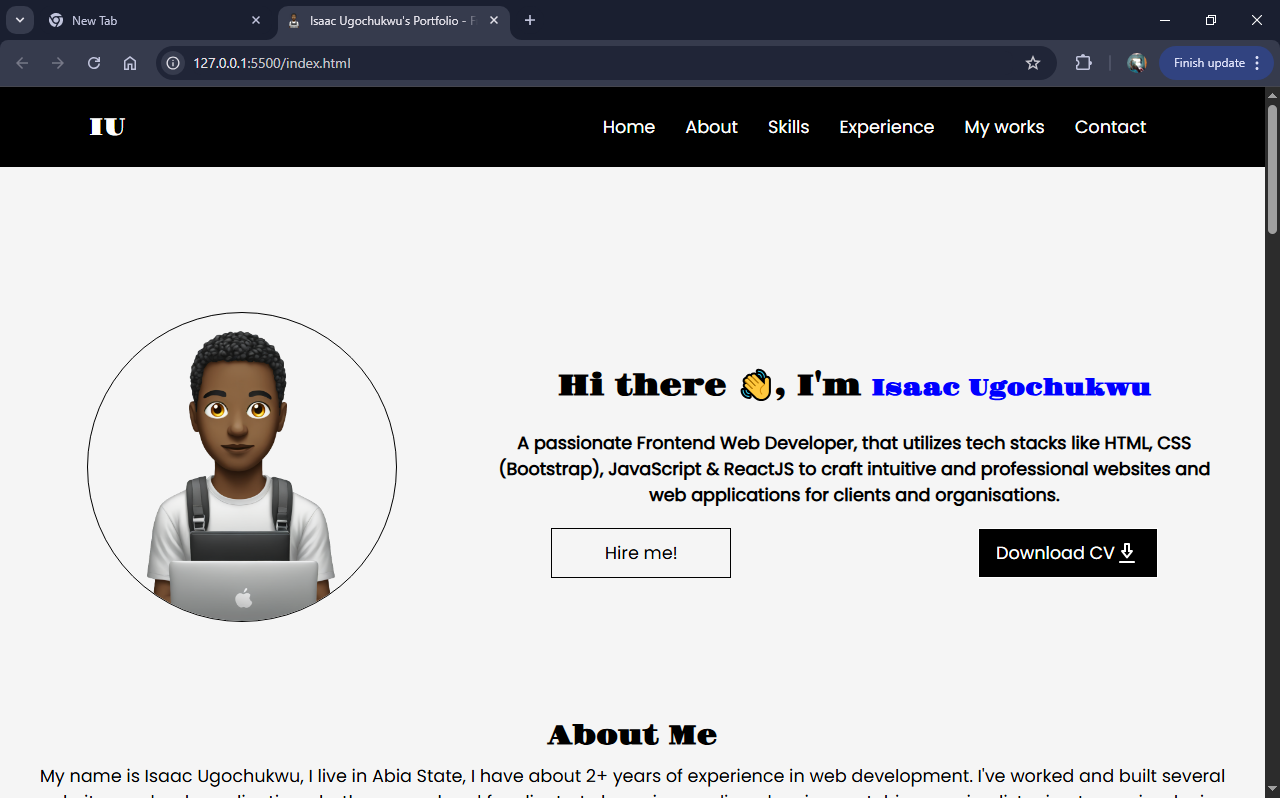 New Tab
Isaac Ugochukwu's Portfolio -
127.0.0.1:5500/index.html
Finish update
IU
Home About Skills Experience My works Contact
Hi there 👋, I'm Isaac Ugochukwu
A passionate Frontend Web Developer, that utilizes tech stacks like HTML, CSS
(Bootstrap), JavaScript & ReactJS to craft intuitive and professional websites and
web applications for clients and organisations.
Hire me!
Download CV
About Me
My name is Isaac Ugochukwu, I live in Abia State, I have about 2+ years of experience in web development. I've worked and built several